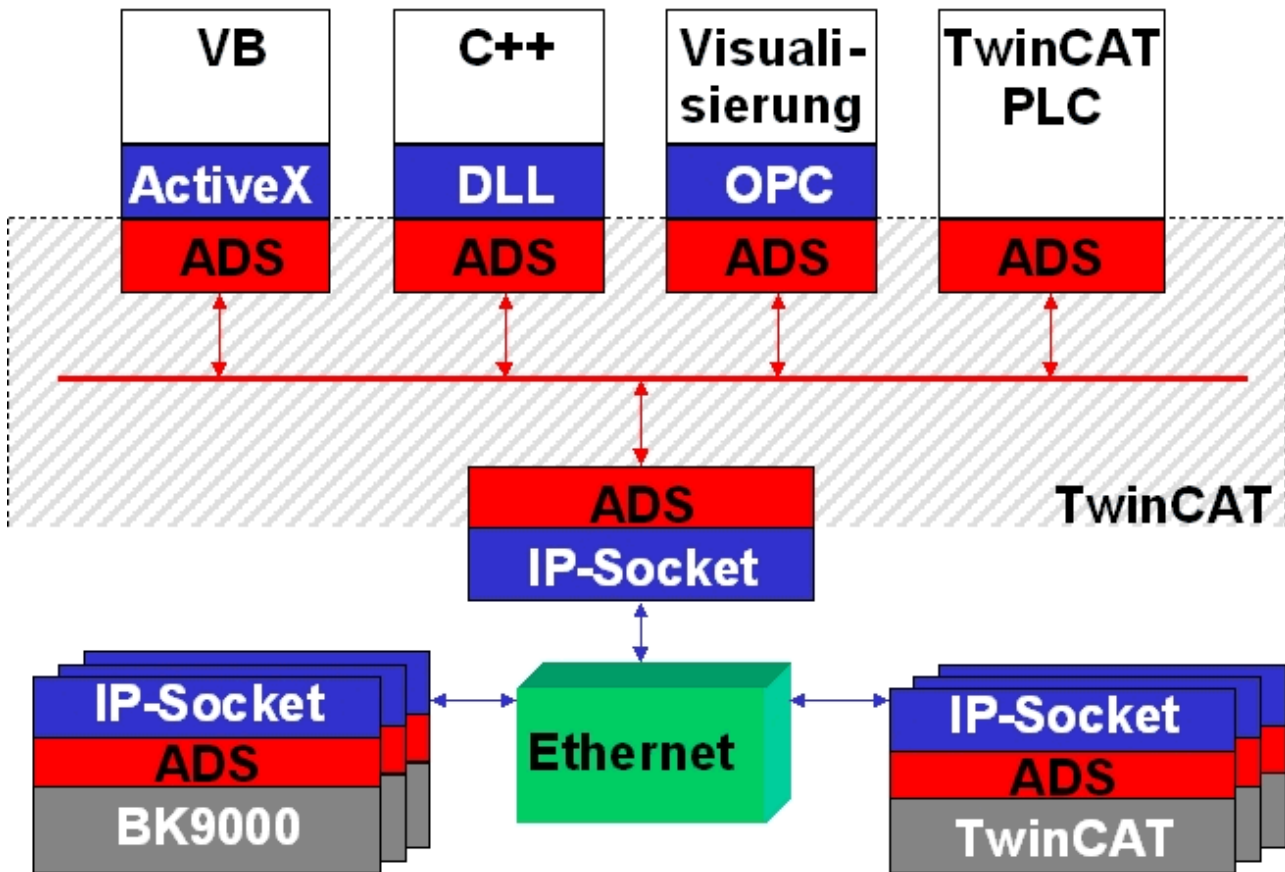 VB
C++
Visuali-
sierung
TwinCAT
PLC
ActiveX
DLL
OPC
ADS
ADS
ADS
ADS
TwinCAT
ADS
IP-Socket
IP-Socket
ADS
BK9000
Ethernet
IP-Socket
ADS
TwinCAT